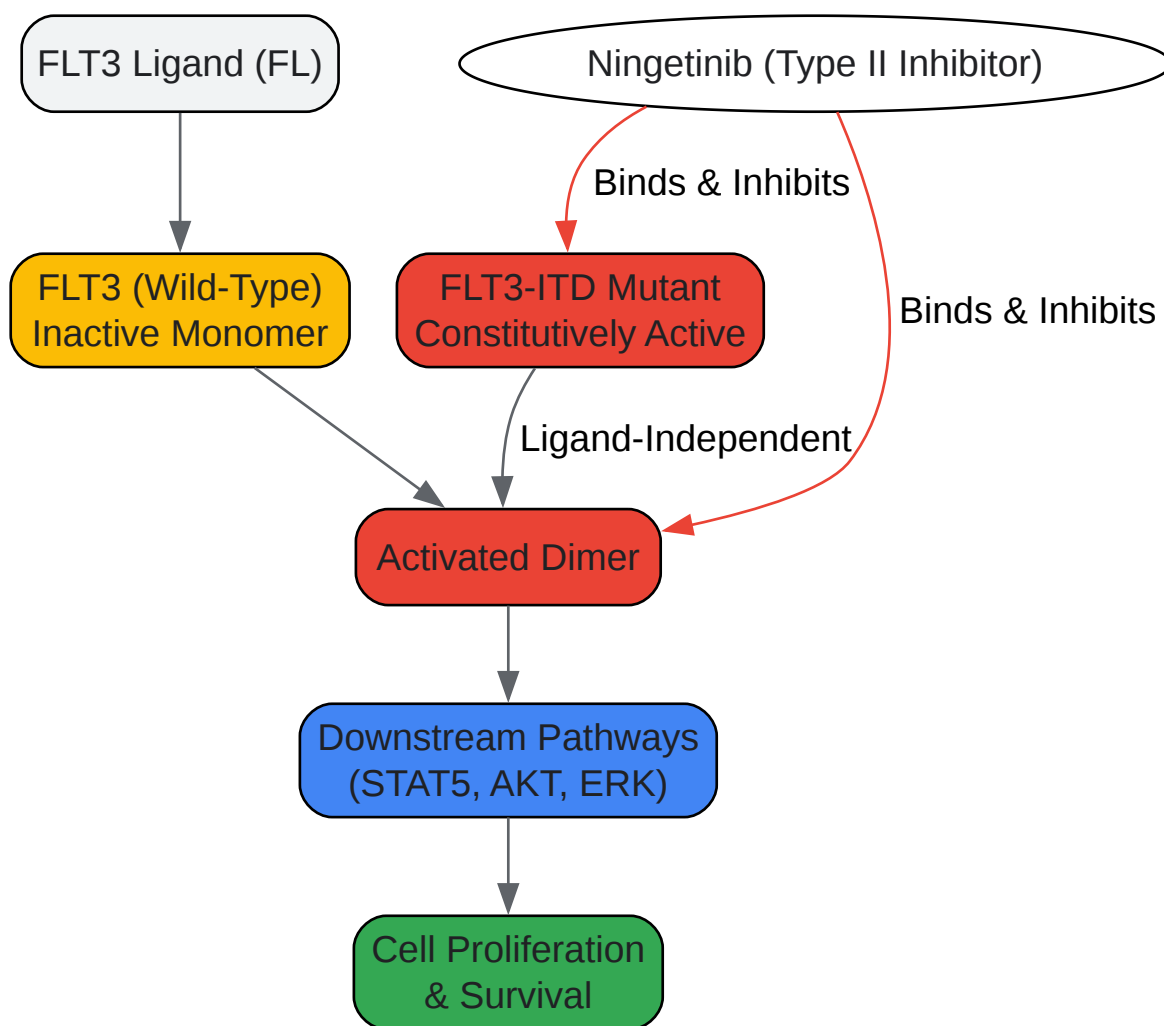 FLT3 Ligand (FL)
Ningetinib (Type II Inhibitor)
Binds & Inhibits
FLT3 (Wild-Type)
Inactive Monomer
FLT3-ITD Mutant
Constitutively Active
Binds & Inhibits
Ligand-Independent
Activated Dimer
Downstream Pathways
(STAT5, AKT, ERK)
Cell Proliferation
& Survival